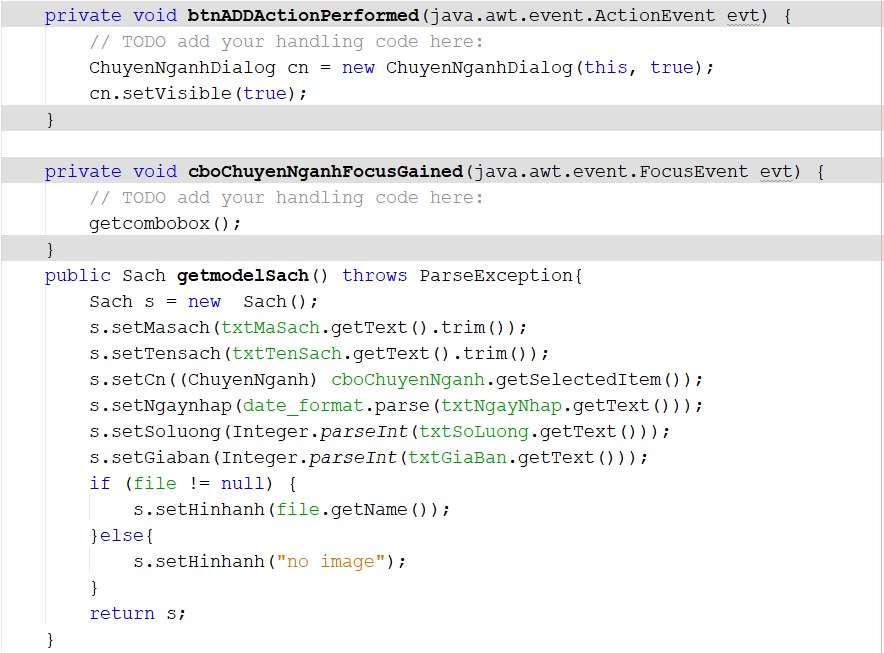 private void btnADDActionPerformed(java.awt.event.ActionEvent evt) {
// TODO add your handling code here:
ChuyenNganhDialog cn = new ChuyenNganhDialog(this, true);
cn.setVisible(true);
}
private void cboChuyenNganhFocusGained(java.awt.event.FocusEvent evt) {
// TODO add your handling code here:
getcombobox();
}
public Sach getmodelSach() throws ParseException{
Sach s = new  Sach();
s.setMasach(txtMaSach.getText().trim());
s.setTensach(txtTenSach.getText().trim());
s.setCn((ChuyenNganh) cboChuyenNganh.getSelectedItem());
s.setNgaynhap(date_format.parse(txtNgayNhap.getText()));
s.setSoluong(Integer.parseInt(txtSoLuong.getText()));
s.setGiaban(Integer.parseInt(txtGiaBan.getText()));
if (file != null) {
s.setHinhanh(file.getName());
}else{
s.setHinhanh("no image");
}
return s;
}